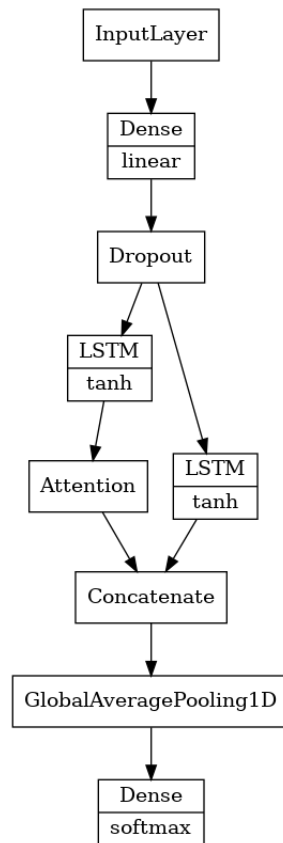 InputLayer
Dense
linear
Dropout
LSTM
tanh
Attention
LSTM
tanh
Concatenate
GlobalAveragePooling1D
Dense
softmax